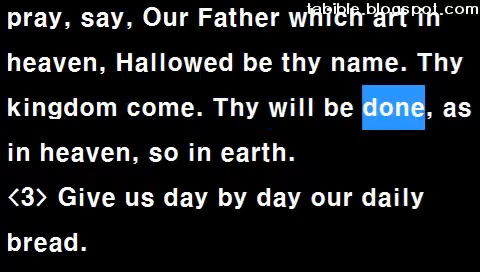 tabible.blogspot.com
pray, say, Our Father which art in
heaven, Hallowed be thy name. Thy
kingdom come. Thy will be done, as
in heaven, so in earth.
<3> Give us day by day our daily
bread.